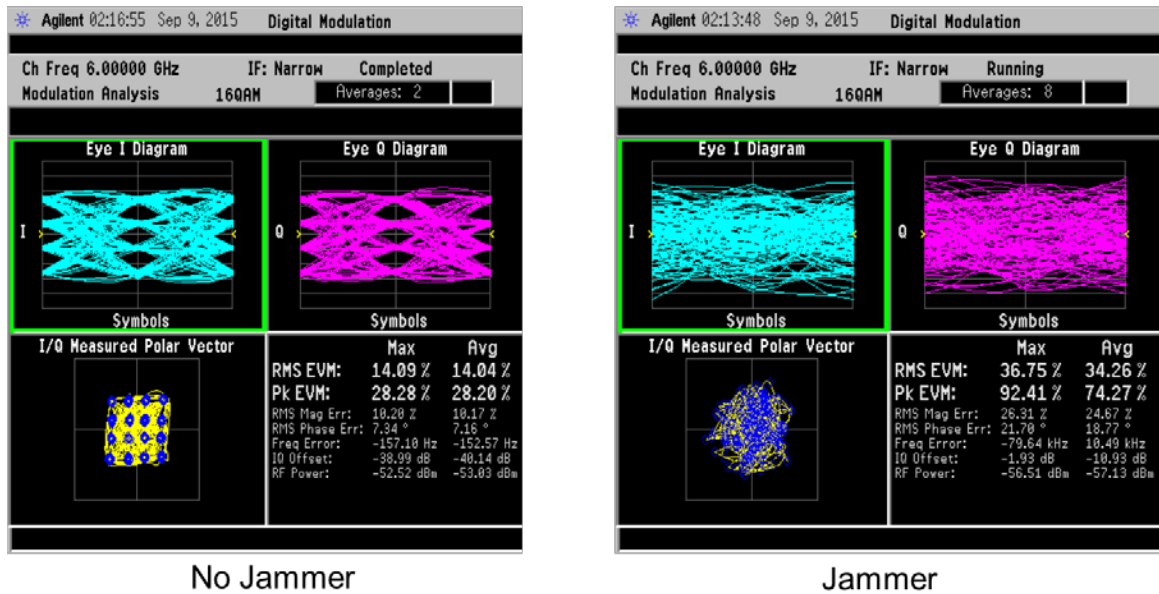 Agilent 02:16:55 Sep 9, 2015 Digital Modulation
Ch Freq 6.00000 GHz IF: Narrow Completed
Modulation Analysis 16QAM Averages: 2
Eye I Diagram Eye Q Diagram
I Q
Symbols Symbols
I/Q Measured Polar Vector
Max Avg
RMS EVM: 14.09 % 14.04 %
Pk EVM: 28.28 % 28.20 %
RMS Mag Err: 10.20 % 10.17 %
RMS Phase Err: 7.34 ° 7.16 °
Freq Error: -157.10 Hz -152.57 Hz
IQ Offset: -38.99 dB -40.14 dB
RF Power: -52.52 dBm -53.03 dBm
No Jammer
Agilent 02:13:48 Sep 9, 2015 Digital Modulation
Ch Freq 6.00000 GHz IF: Narrow Running
Modulation Analysis 16QAM Averages: 8
Eye I Diagram Eye Q Diagram
I Q
Symbols Symbols
I/Q Measured Polar Vector
Max Avg
RMS EVM: 36.75 % 34.26 %
Pk EVM: 92.41 % 74.27 %
RMS Mag Err: 26.31 % 24.67 %
RMS Phase Err: 21.70 ° 18.77 °
Freq Error: -79.64 kHz 10.49 kHz
IQ Offset: -1.93 dB -10.93 dB
RF Power: -56.51 dBm -57.13 dBm
Jammer